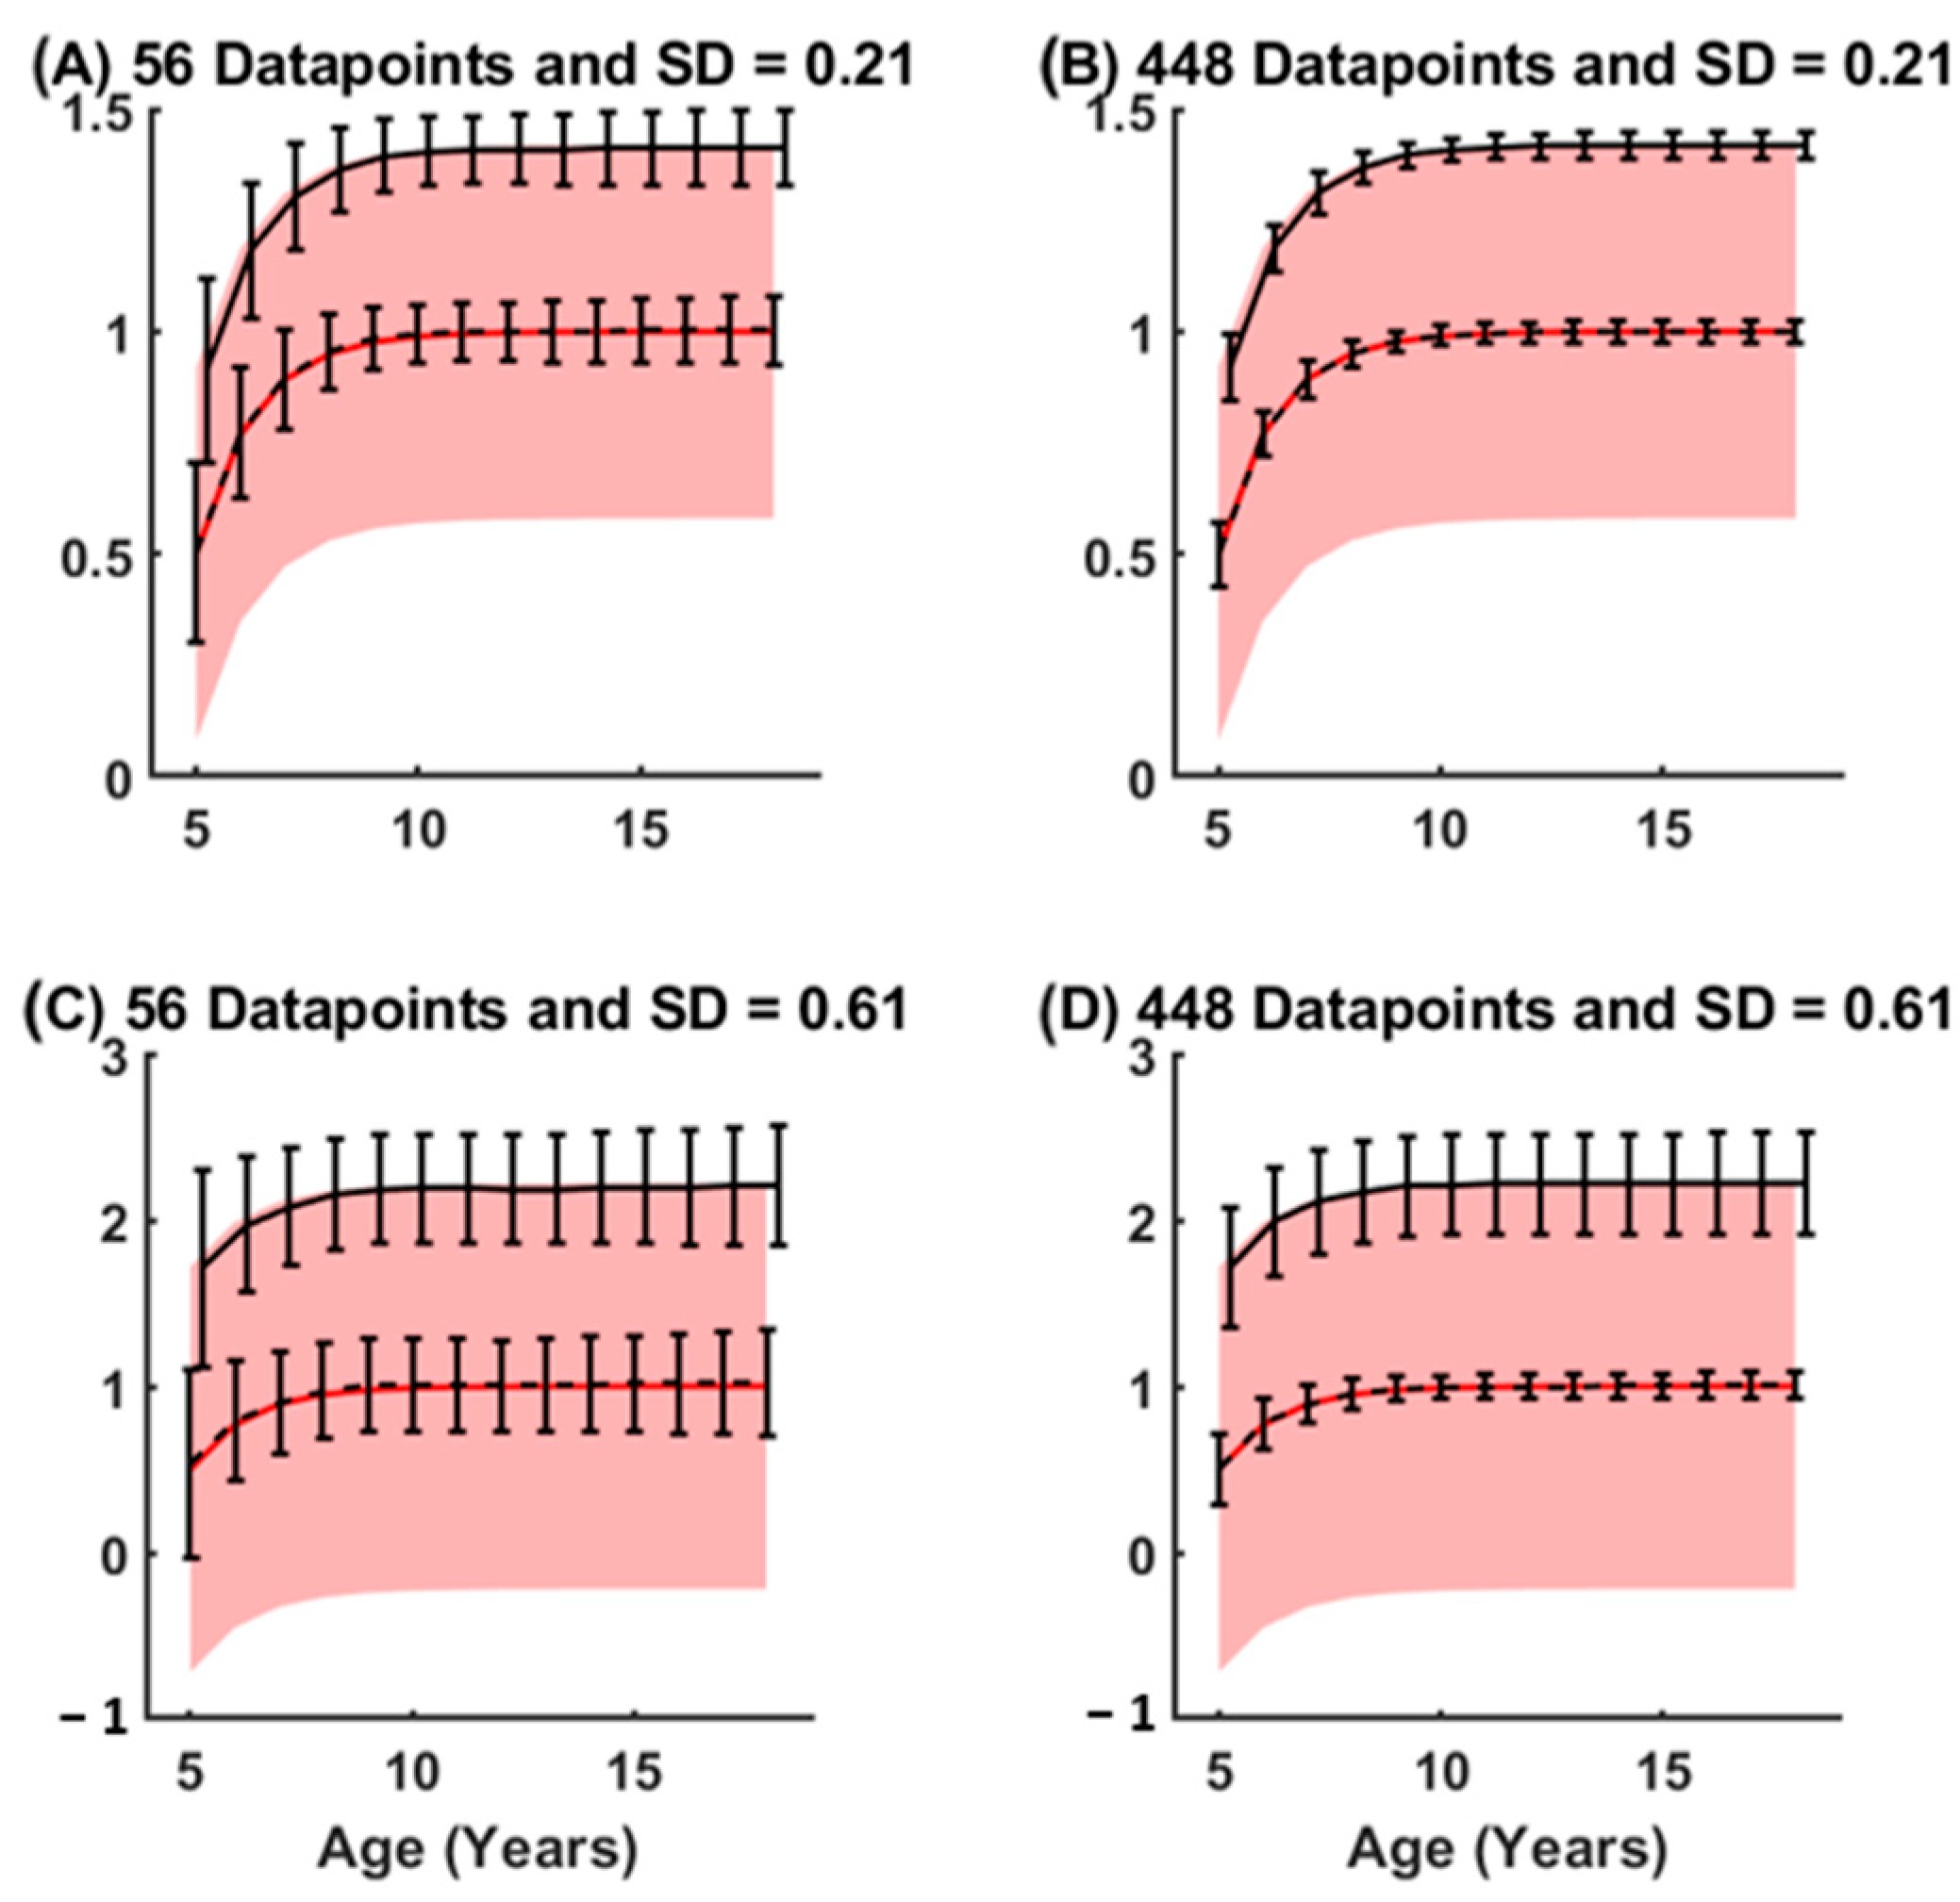 (A) 56 Datapoints and SD = 0.21
1.5
1
0.5
0
5 10 15
(B) 448 Datapoints and SD = 0.21
1.5
1
0.5
0
5 10 15
(C) 56 Datapoints and SD = 0.61
3
2
1
0
− 1
5 10 15
Age (Years)
(D) 448 Datapoints and SD = 0.61
3
2
1
0
− 1
5 10 15
Age (Years)